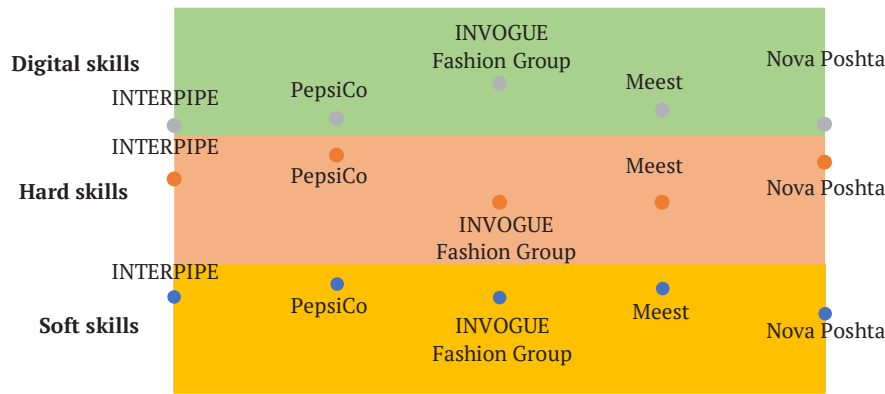 INVOGUE
Fashion Group
Digital skills
Nova Poshta
PepsiCo
Meest
INTERPIPE
INTERPIPE
PepsiCo
Meest
Hard skills
Nova Poshta
INVOGUE
Fashion Group
INTERPIPE
PepsiCo
Meest
Soft skills
INVOGUE
Fashion Group
Nova Poshta